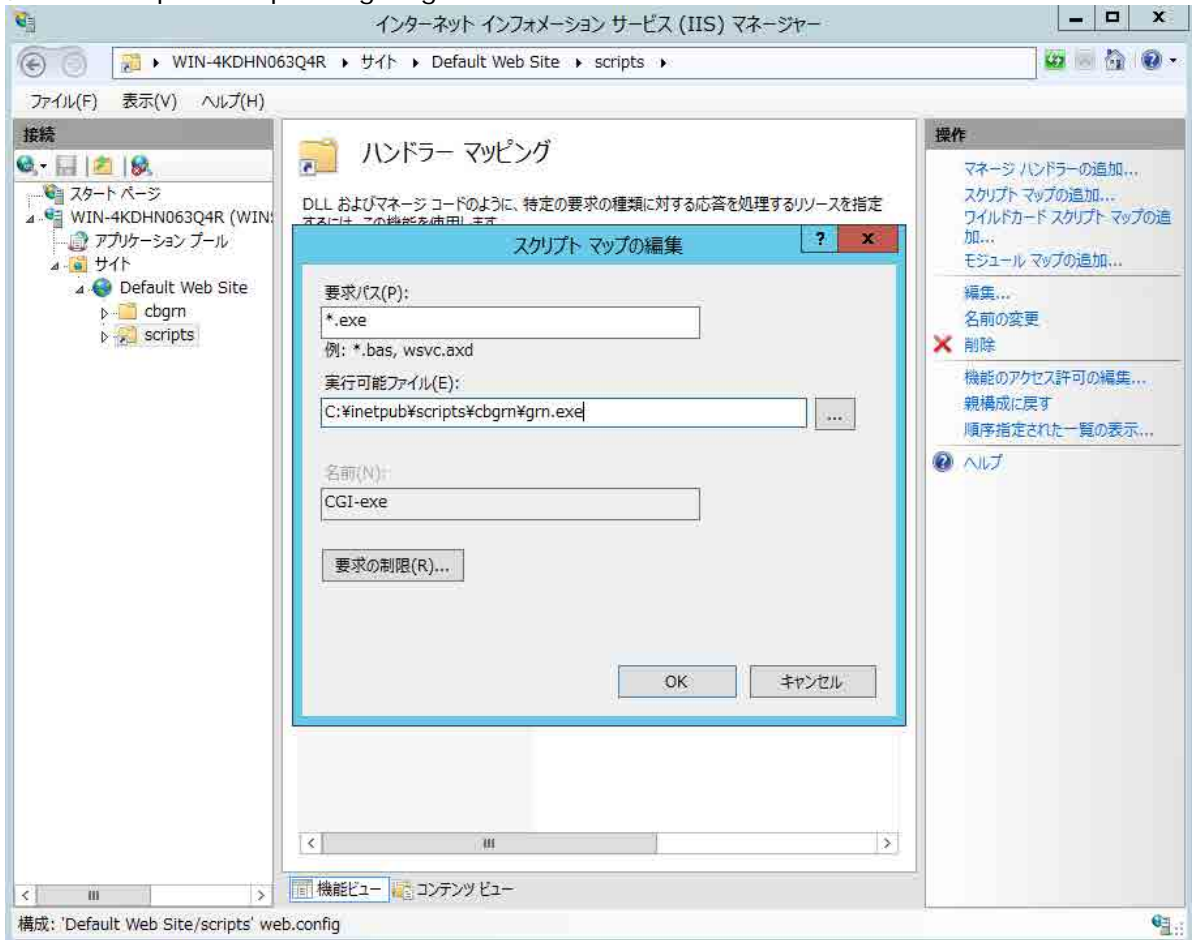 インターネット インフォメーション サービス (IIS) マネージャー
WIN-4KDHN063Q4R ▸ サイト ▸ Default Web Site ▸ scripts ▸
ファイル(F) 表示(V) ヘルプ(H)
接続
スタート ページ
WIN-4KDHN063Q4R (WIN
アプリケーション プール
サイト
Default Web Site
cbgrn
scripts
ハンドラー マッピング
DLL およびマネージ コードのように、特定の要求の種類に対する応答を処理するリソースを指定
するには、この機能を使用します
スクリプト マップの編集
要求パス(P):
*.exe
例: *.bas, wsvc.axd
実行可能ファイル(E):
C:¥inetpub¥scripts¥cbgrn¥grn.exe
...
名前(N):
CGI-exe
要求の制限(R)...
OK
キャンセル
機能ビュー
コンテンツ ビュー
操作
マネージ ハンドラーの追加...
スクリプト マップの追加...
ワイルドカード スクリプト マップの追
加...
モジュール マップの追加...
編集...
名前の変更
削除
機能のアクセス許可の編集...
親構成に戻す
順序指定された一覧の表示...
ヘルプ
構成: 'Default Web Site/scripts' web.config